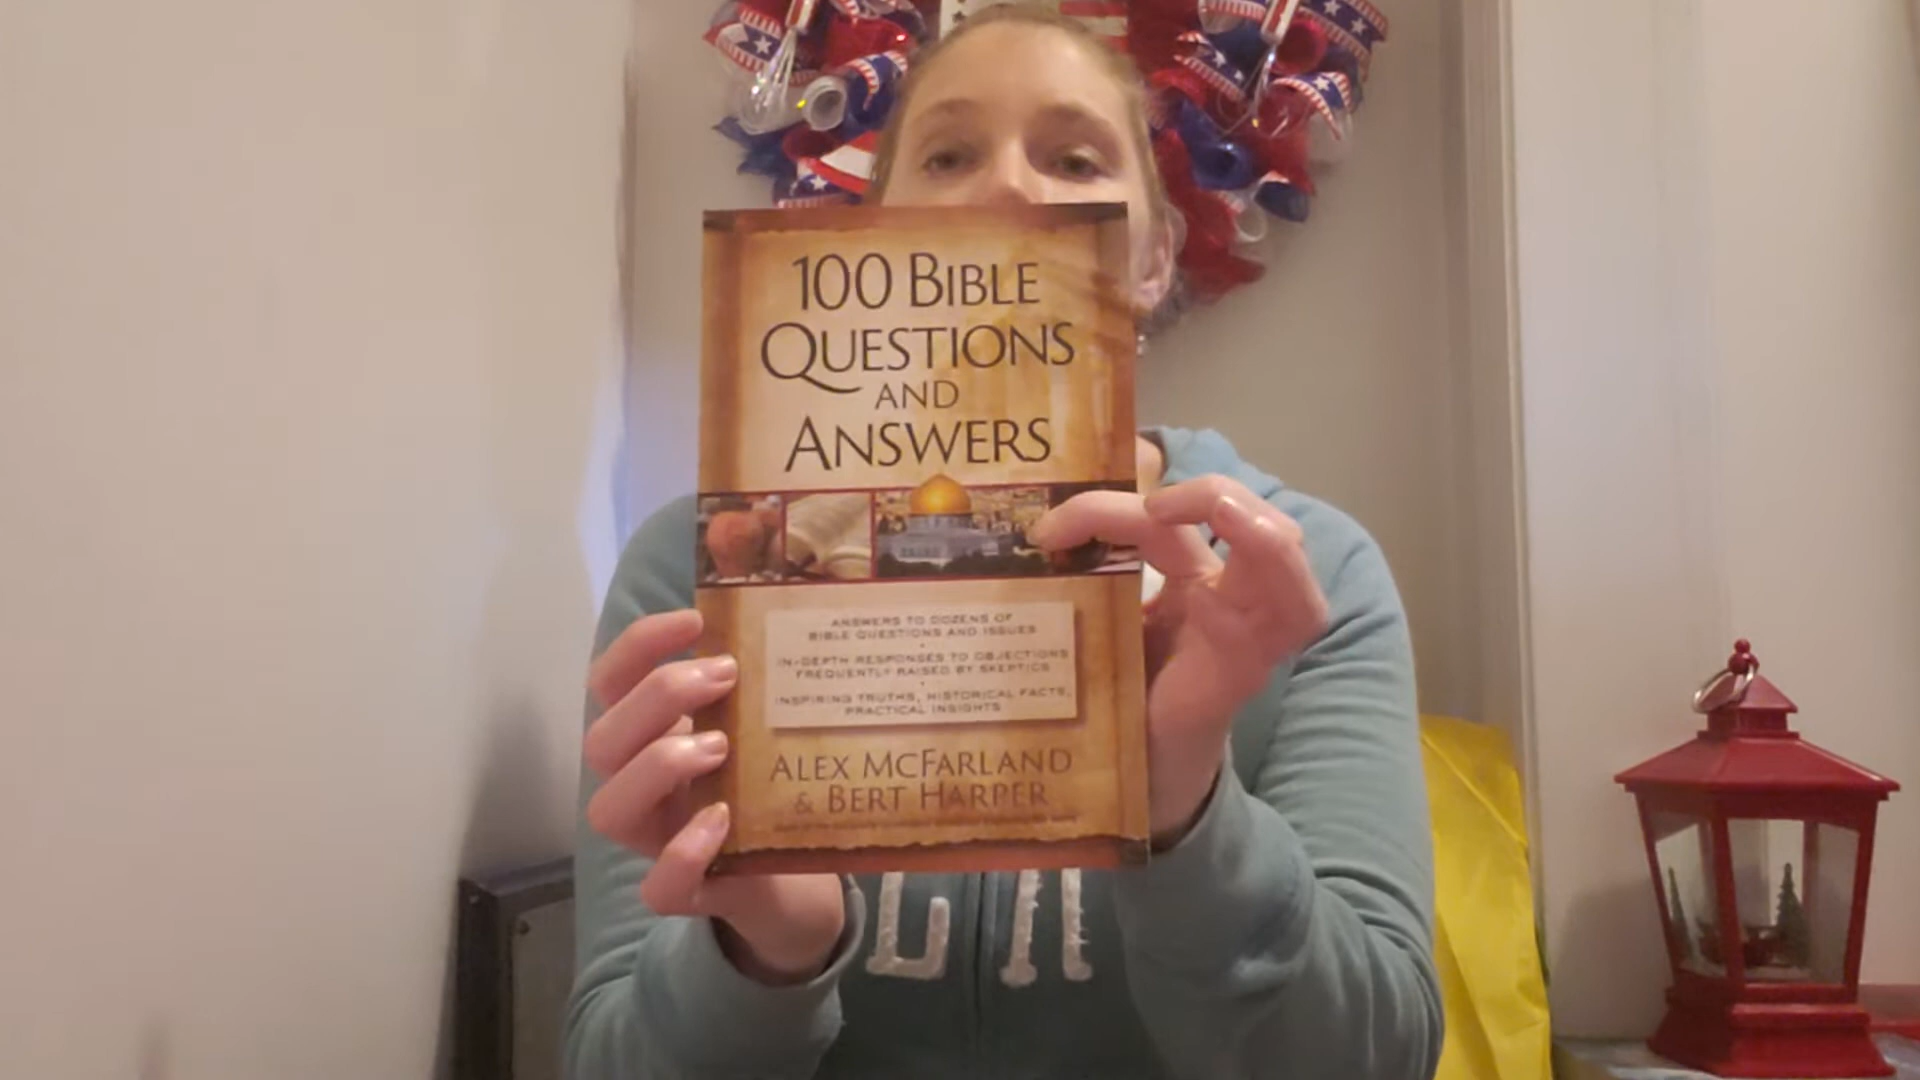 100 BIBLE
QUESTIONS
AND
ANSWERS
ANSWERS TO DOZENS OF
BIBLE QUESTIONS AND ISSUES
IN-DEPTH RESPONSES TO OBJECTIONS
FREQUENTLY RAISED BY SKEPTICS
INSPIRING TRUTHS, HISTORICAL FACTS,
PRACTICAL INSIGHTS
ALEX MCFARLAND
& BERT HARPER